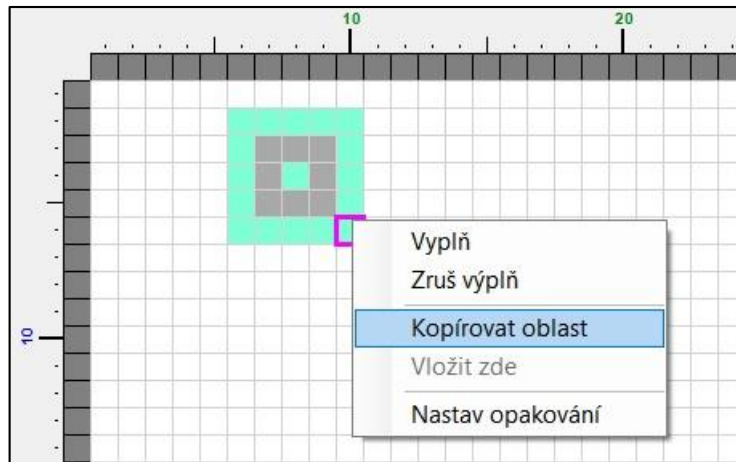 10 20
10
Vyplň
Zruš výplň
Kopírovat oblast
Vložit zde
Nastav opakování